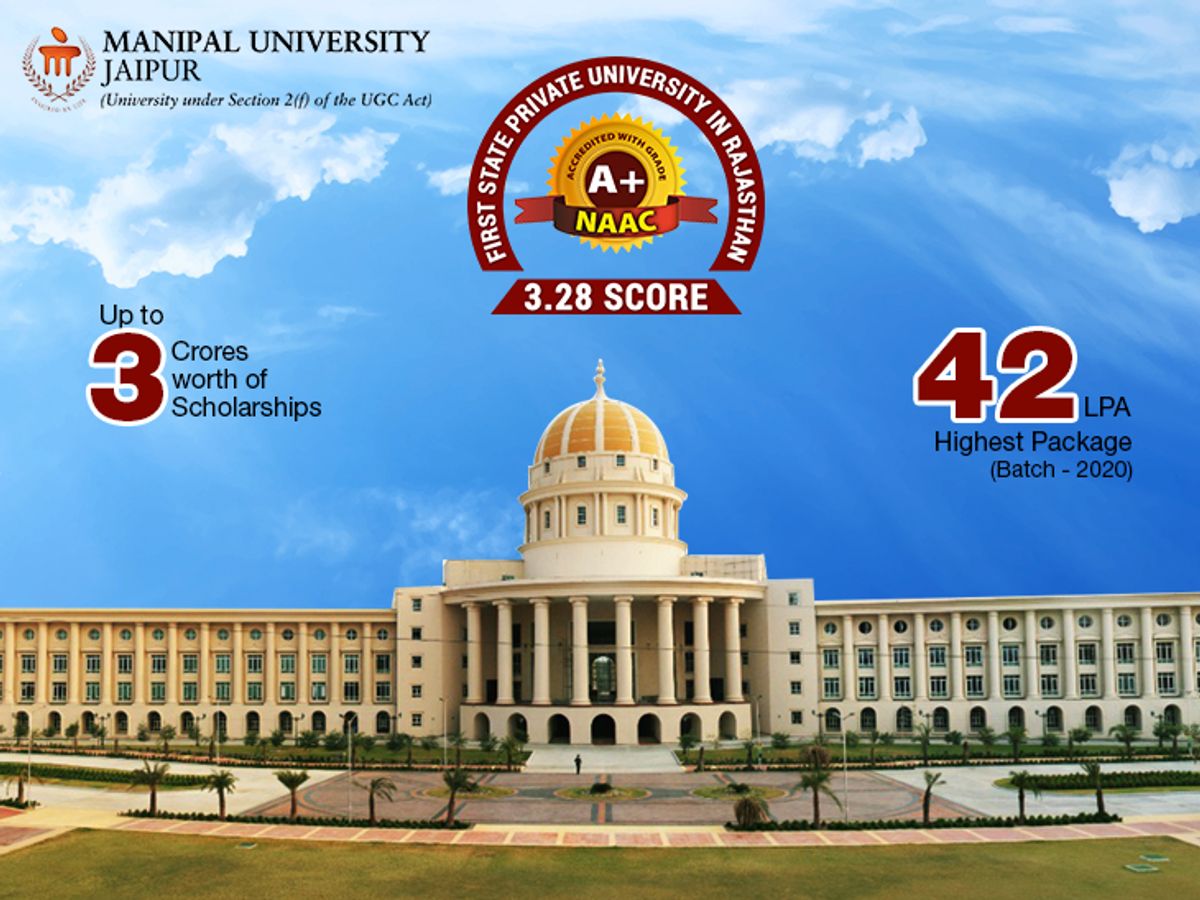 MANIPAL UNIVERSITY
JAIPUR
(University under Section 2(f) of the UGC Act)
FIRST STATE PRIVATE UNIVERSITY IN RAJASTHAN
ACCREDITED WITH GRADE
A+
NAAC
3.28 SCORE
Up to
3 Crores
worth of
Scholarships
42 LPA
Highest Package
(Batch - 2020)